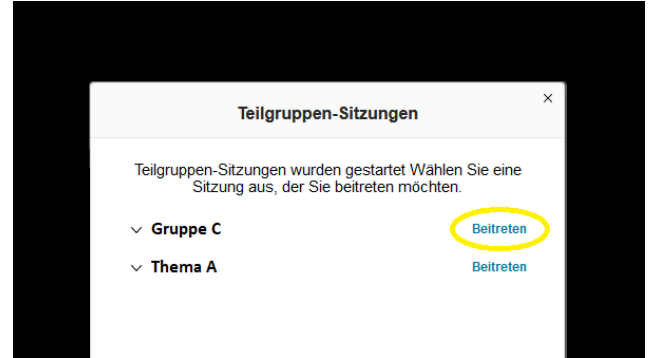 Teilgruppen-Sitzungen
Teilgruppen-Sitzungen wurden gestartet Wählen Sie eine
Sitzung aus, der Sie beitreten möchten.
Gruppe C Beitreten
Thema A Beitreten